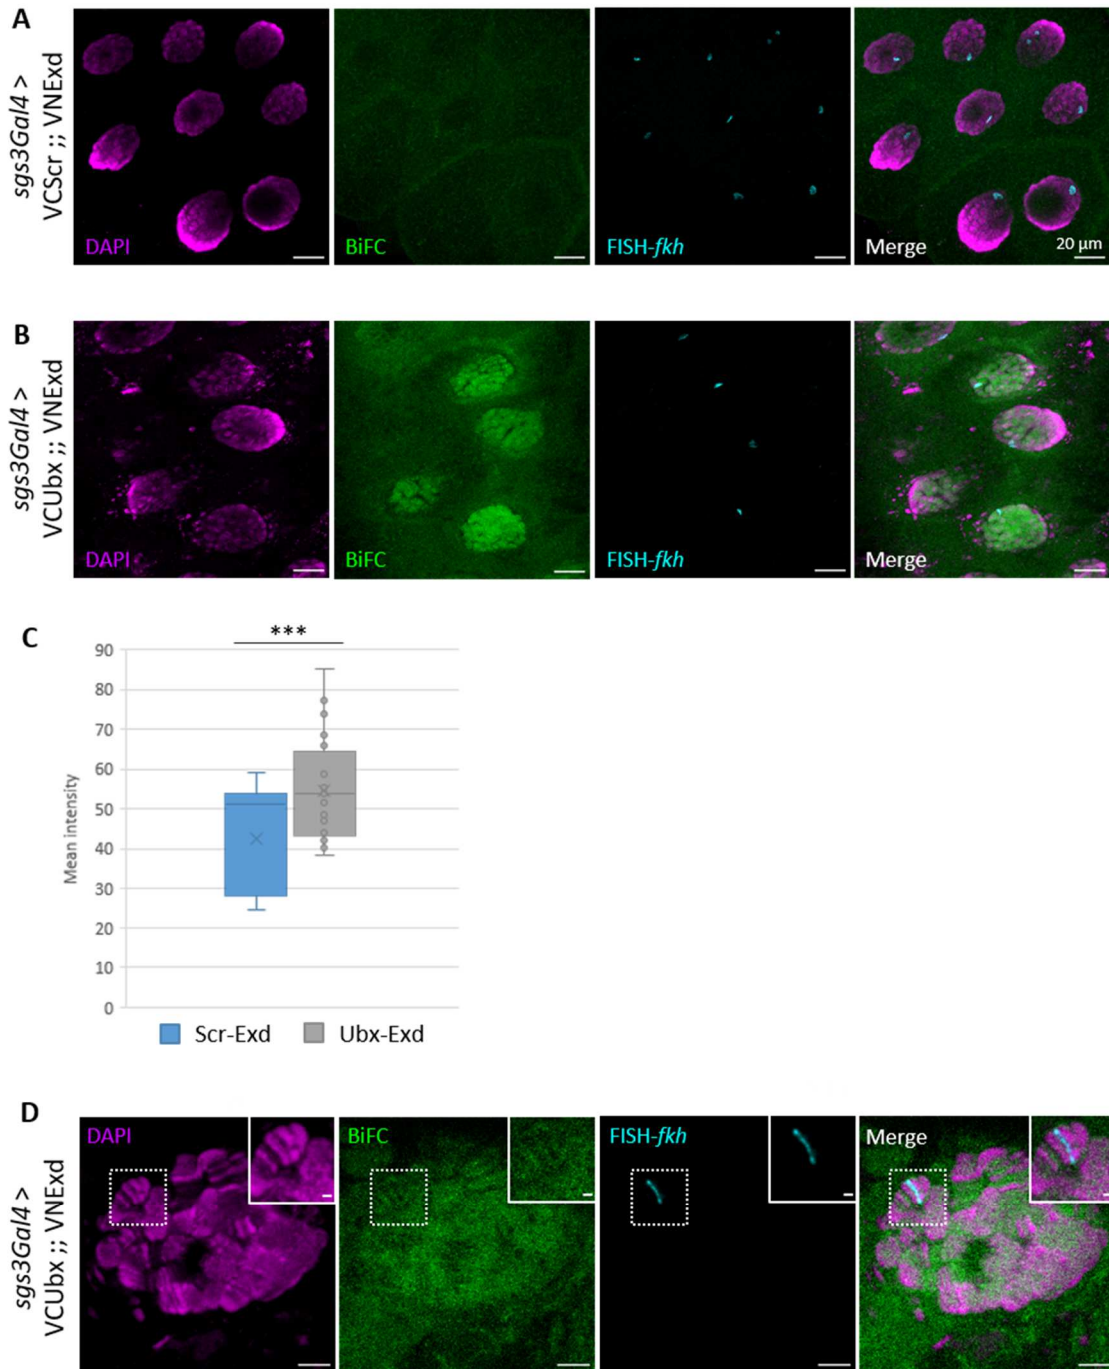 A
sgs3Gal4 >
VCScr ;; VNExd
DAPI
BiFC
FISH-fkh
Merge
20 µm
B
sgs3Gal4 >
VCUbx ;; VNExd
DAPI
BiFC
FISH-fkh
Merge
C
***
Mean intensity
90
80
70
60
50
40
30
20
10
0
Scr-Exd
Ubx-Exd
D
sgs3Gal4 >
VCUbx ;; VNExd
DAPI
BiFC
FISH-fkh
Merge